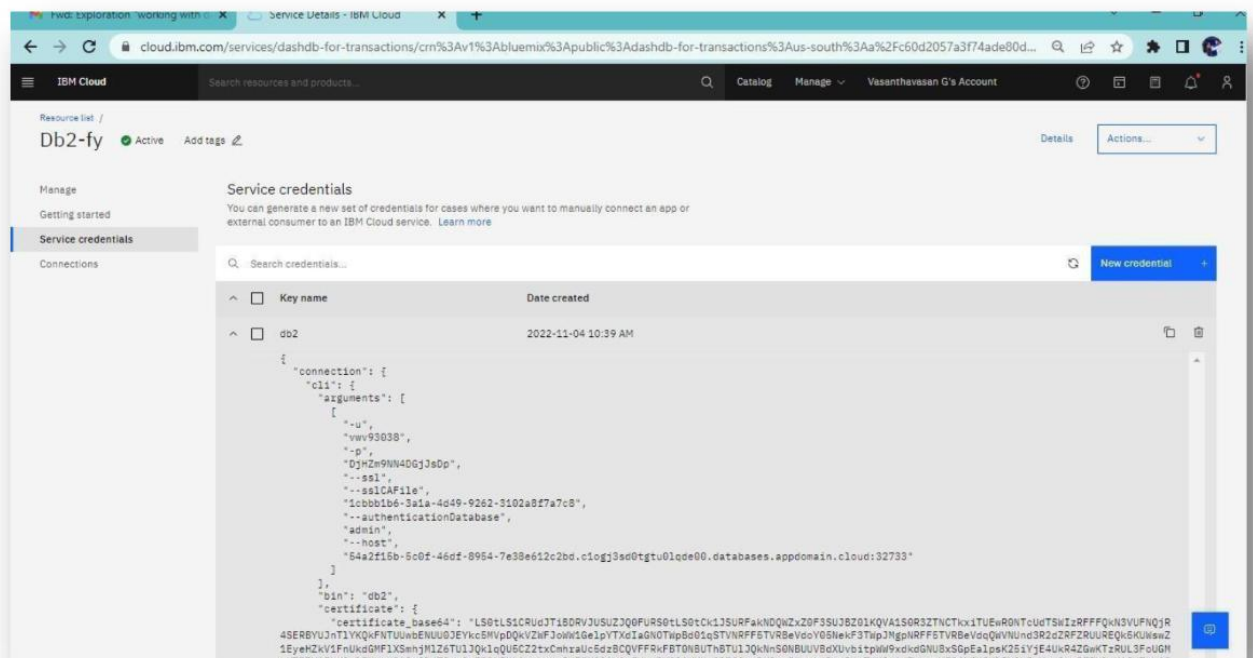 Fwd: Exploration "working with
Service Details - IBM Cloud
cloud.ibm.com/services/dashdb-for-transactions/crn%3Av1%3Abluemix%3Apublic%3Adashdb-for-transactions%3Aus-south%3Aa%2Fc60d2057a3f74ade80d...
IBM Cloud
Search resources and products...
Catalog
Manage
Vasanthavasan G's Account
Resource list /
Db2-fy
Active
Add tags
Details
Actions...
Manage
Getting started
Service credentials
Connections
Service credentials
You can generate a new set of credentials for cases where you want to manually connect an app or
external consumer to an IBM Cloud service. Learn more
Search credentials...
New credential +
Key name Date created
db2 2022-11-04 10:39 AM
{
"connection": {
"cli": {
"arguments": [
[
"-u",
"vwv93038",
"-p",
"DjHZm9NN4DGjJsDp",
"--ssl",
"--sslCAFile",
"1cbbb1b6-3a1a-4d49-9262-3102a8f7a7c8",
"--authenticationDatabase",
"admin",
"--host",
"54a2f15b-5c0f-46df-8954-7e38e612c2bd.c1ogj3sd0tgtu0lqde00.databases.appdomain.cloud:32733"
]
],
"bin": "db2",
"certificate": {
"certificate_base64":